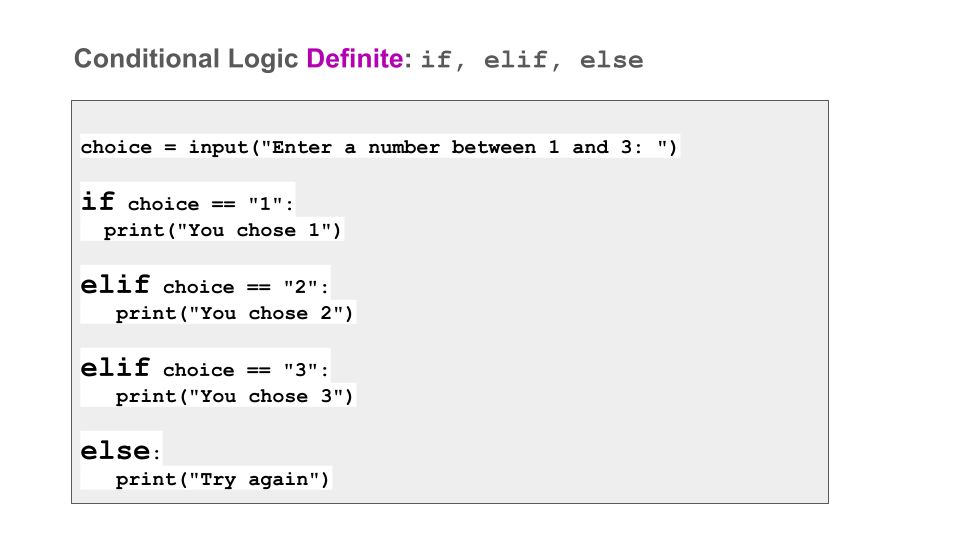 Conditional Logic Definite: if, elif, else
choice = input("Enter a number between 1 and 3: ")
if choice == "1":
  print("You chose 1")
elif choice == "2":
   print("You chose 2")
elif choice == "3":
   print("You chose 3")
else:
   print("Try again")